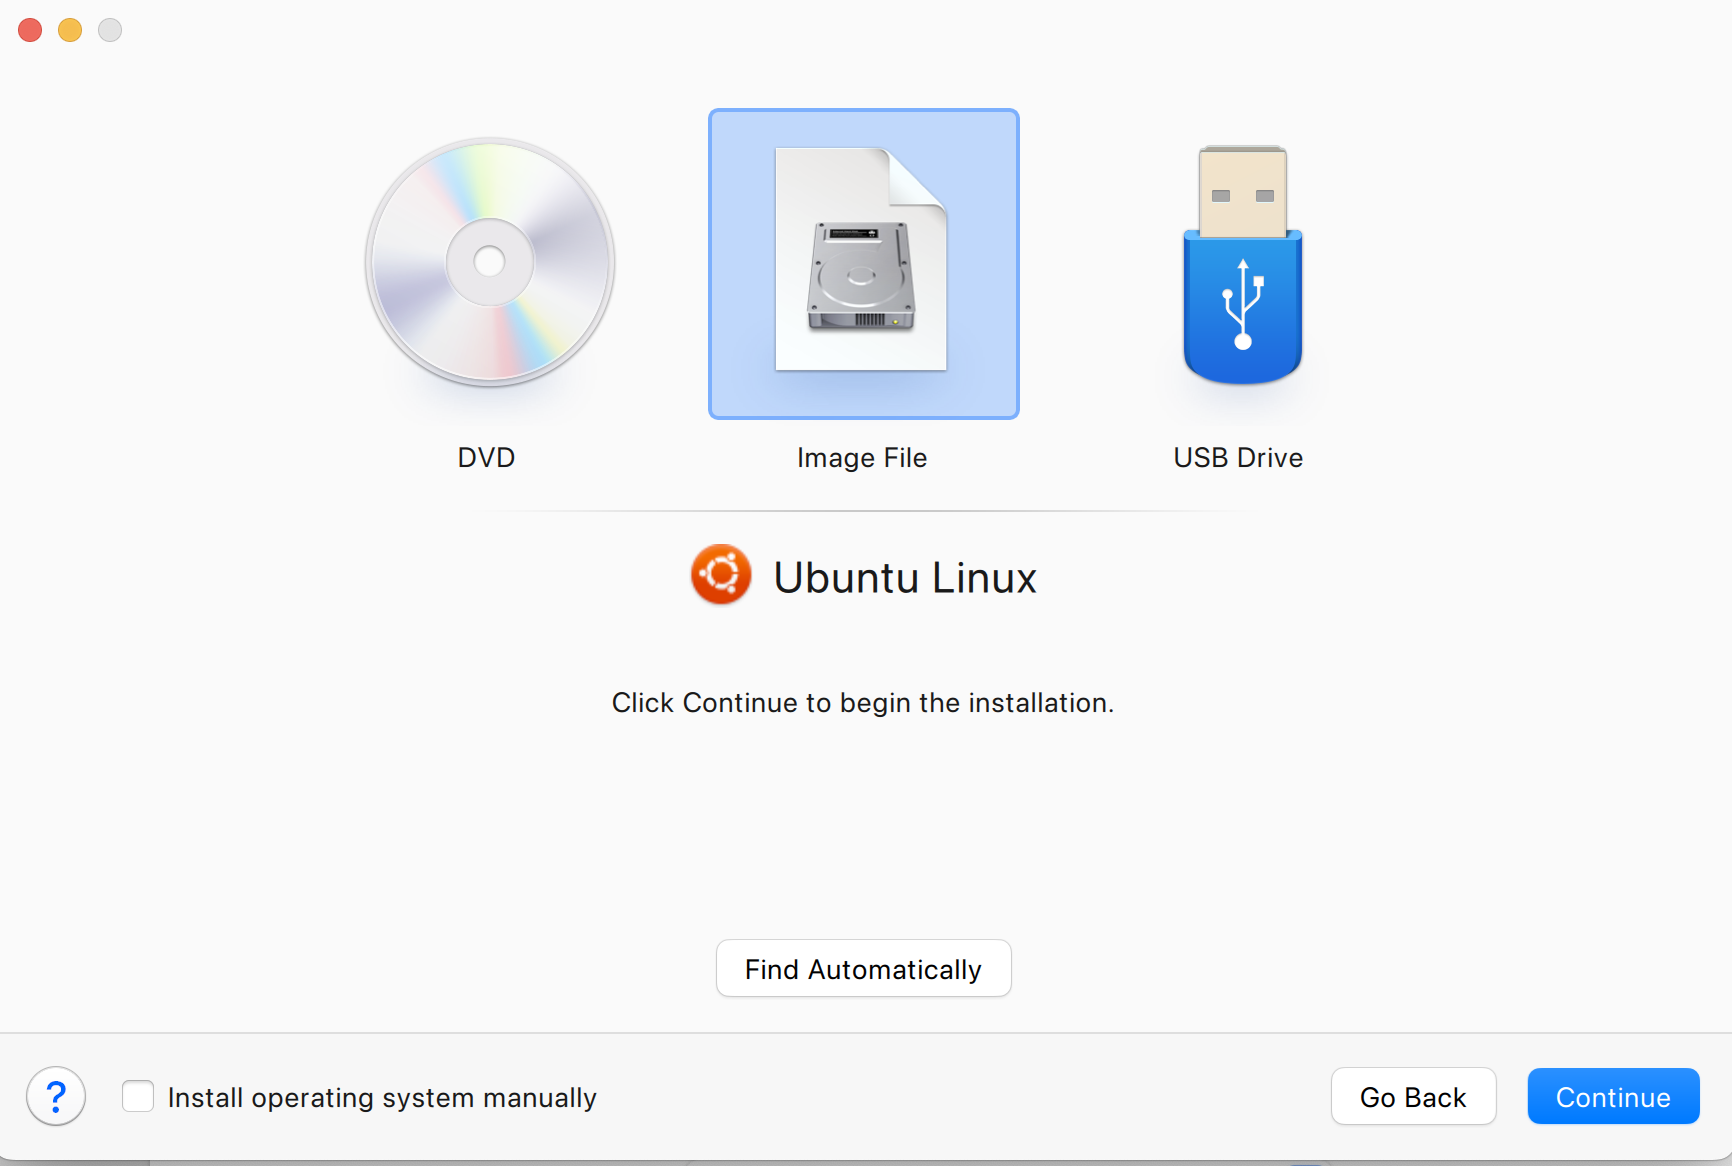 DVD
Image File
USB Drive
Ubuntu Linux
Click Continue to begin the installation.
Find Automatically
?
Install operating system manually
Go Back
Continue